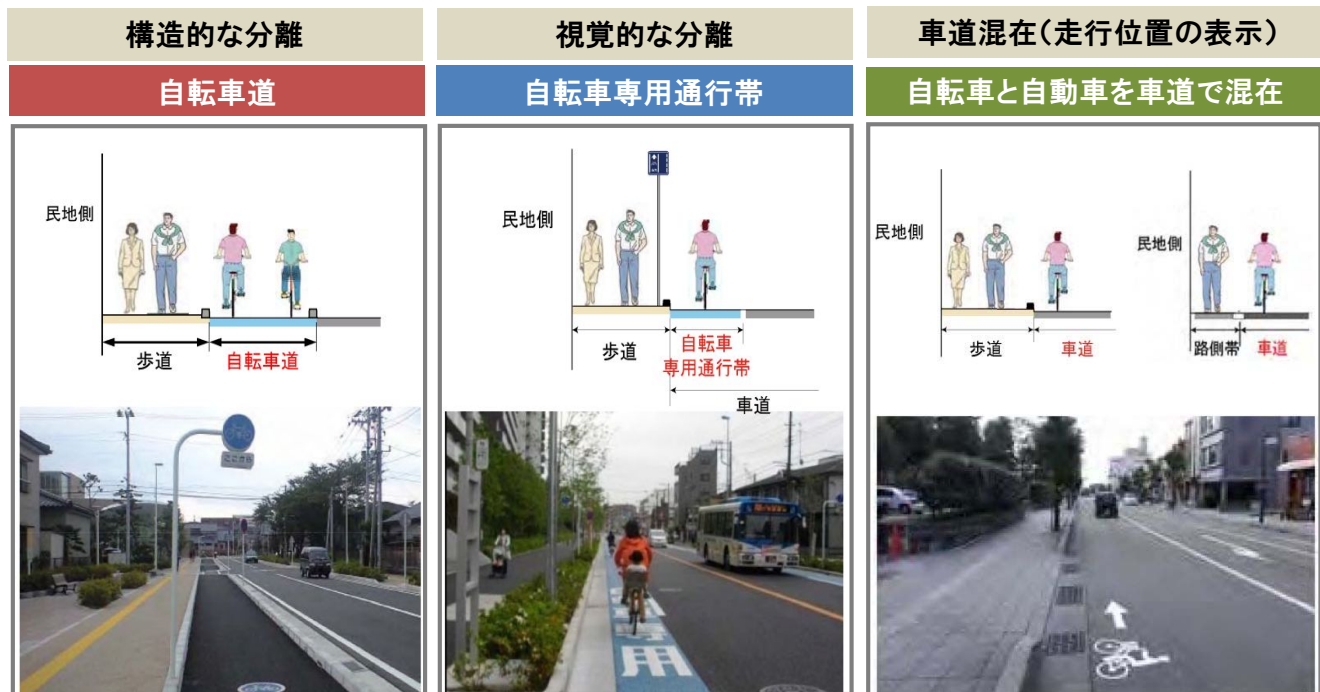 構造的な分離
自転車道
民地側
歩道
自転車道
ここから
視覚的な分離
自転車専用通行帯
民地側
歩道
自転車
専用通行帯
車道
用
車道混在(走行位置の表示)
自転車と自動車を車道で混在
民地側
歩道
車道
民地側
路側帯
車道